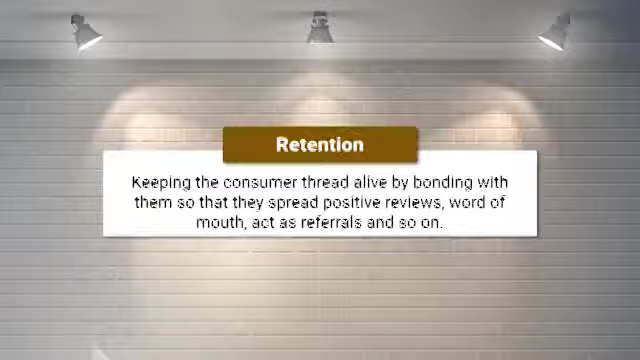 Retention
Keeping the consumer thread alive by bonding with
them so that they spread positive reviews, word of
mouth, act as referrals and so on.